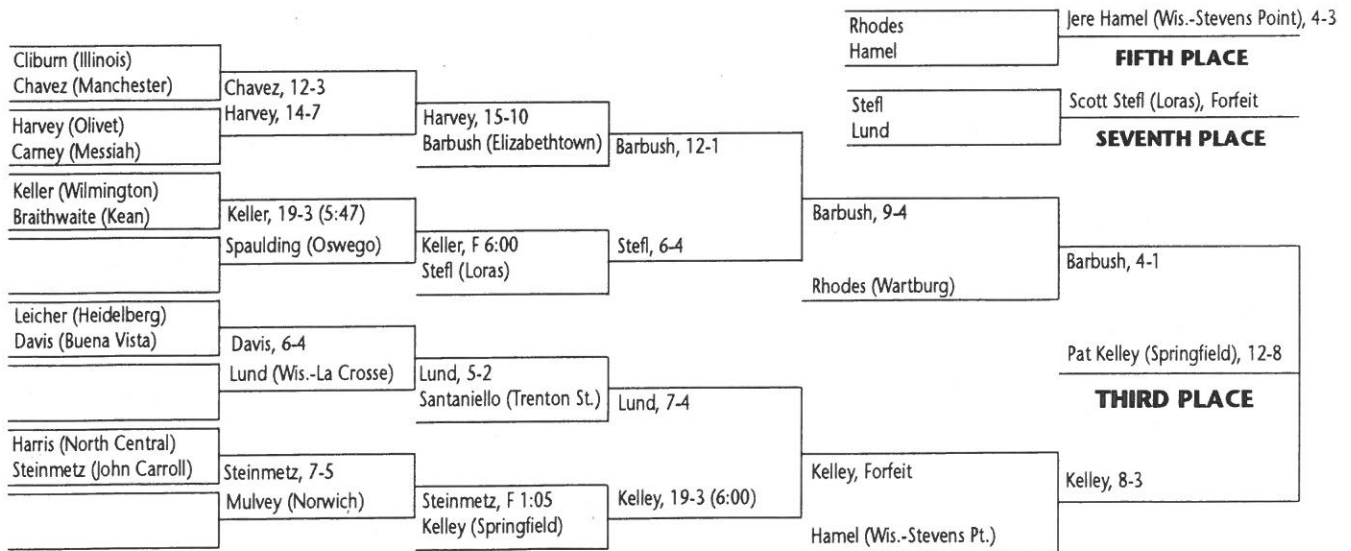 Rhodes
Hamel
Jere Hamel (Wis.-Stevens Point), 4-3
FIFTH PLACE
Stefl
Lund
Scott Stefl (Loras), Forfeit
SEVENTH PLACE
Cliburn (Illinois)
Chavez (Manchester)
Harvey (Olivet)
Carney (Messiah)
Keller (Wilmington)
Braithwaite (Kean)
Leicher (Heidelberg)
Davis (Buena Vista)
Harris (North Central)
Steinmetz (John Carroll)
Chavez, 12-3
Harvey, 14-7
Keller, 19-3 (5:47)
Spaulding (Oswego)
Davis, 6-4
Lund (Wis.-La Crosse)
Steinmetz, 7-5
Mulvey (Norwich)
Harvey, 15-10
Barbush (Elizabethtown)
Keller, F 6:00
Stefl (Loras)
Lund, 5-2
Santaniello (Trenton St.)
Steinmetz, F 1:05
Kelley (Springfield)
Barbush, 12-1
Stefl, 6-4
Lund, 7-4
Kelley, 19-3 (6:00)
Barbush, 9-4
Rhodes (Wartburg)
Kelley, Forfeit
Hamel (Wis.-Stevens Pt.)
Barbush, 4-1
Kelley, 8-3
Pat Kelley (Springfield), 12-8
THIRD PLACE